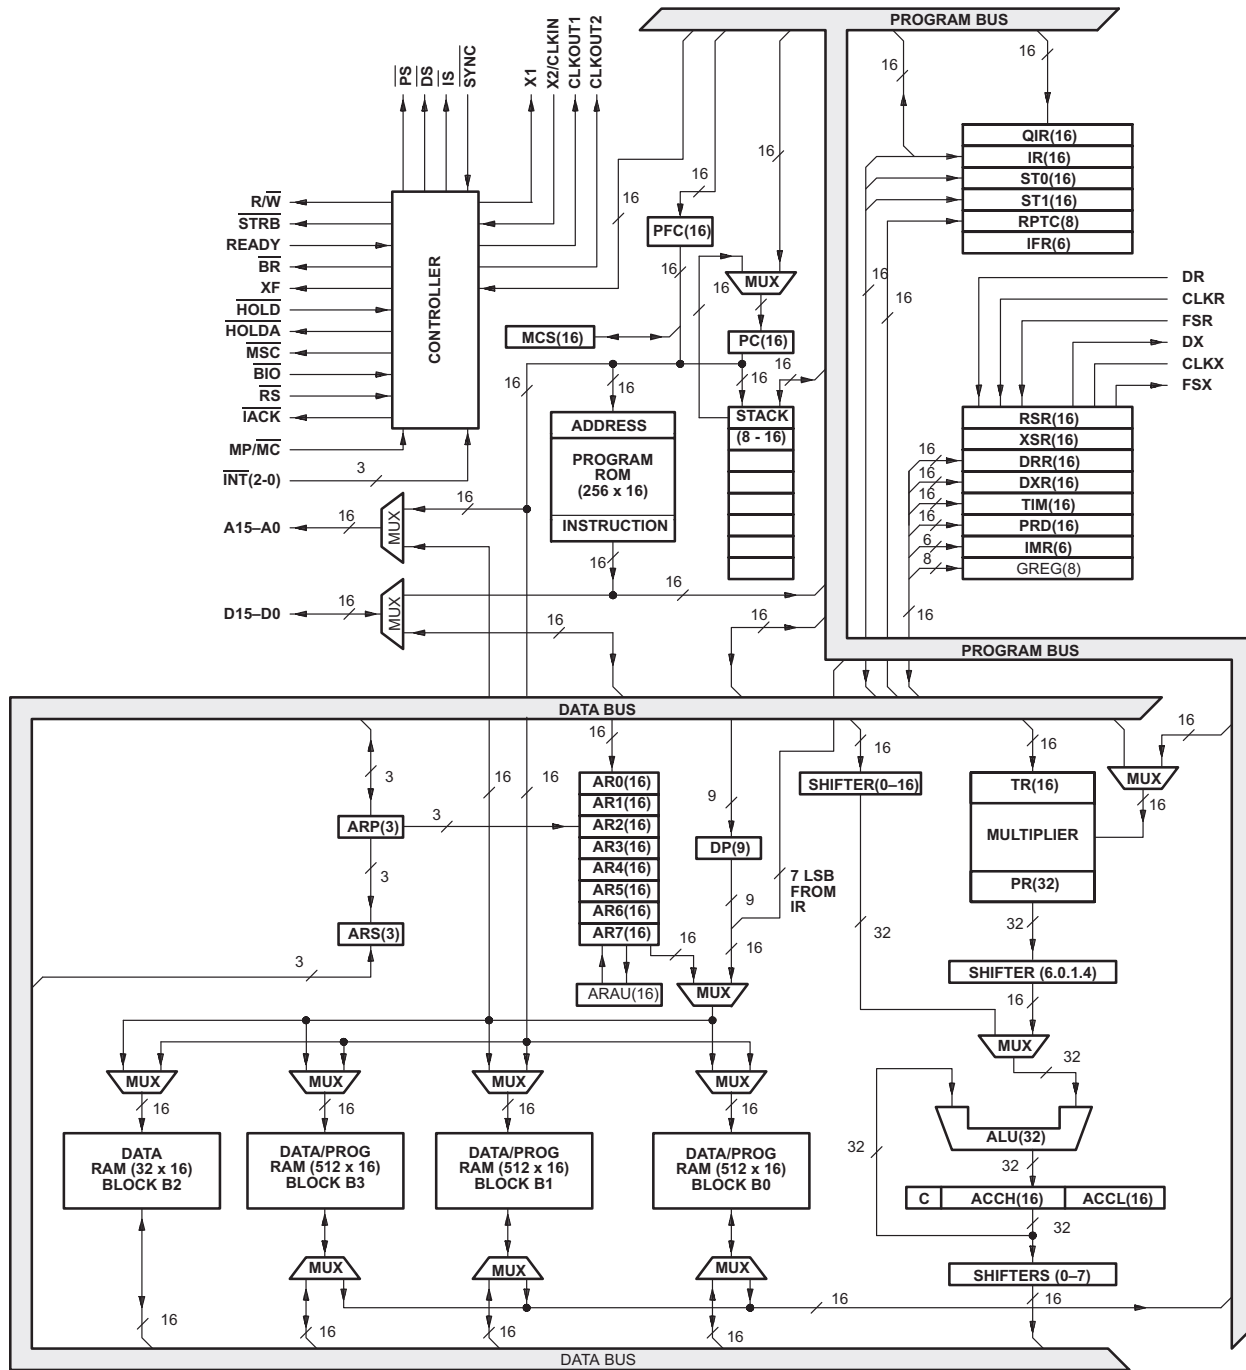 PROGRAM BUS
PS
DS
IS
SYNC
X1
X2/CLKIN
CLKOUT1
CLKOUT2
16
16
16
16
16
QIR(16)
IR(16)
ST0(16)
ST1(16)
RPTC(8)
IFR(6)
R/W
STRB
READY
BR
XF
HOLD
HOLDA
MSC
BIO
RS
IACK
MP/MC
INT(2-0)
3
CONTROLLER
PFC(16)
16
16
MUX
16
MCS(16)
PC(16)
16
16
16
16
16
16
DR
CLKR
FSR
DX
CLKX
FSX
ADDRESS
PROGRAM
ROM
(256 x 16)
INSTRUCTION
STACK
(8 - 16)
RSR(16)
XSR(16)
16
DRR(16)
16
DXR(16)
16
TIM(16)
16
PRD(16)
6
IMR(6)
8
GREG(8)
16
A15–A0
16
MUX
16
16
16
D15–D0
16
MUX
16
16
PROGRAM BUS
DATA BUS
16
16
16
16
3
16
16
AR0(16)
AR1(16)
AR2(16)
AR3(16)
AR4(16)
AR5(16)
AR6(16)
AR7(16)
ARP(3)
3
3
ARS(3)
3
9
DP(9)
9
16
7 LSB
FROM
IR
SHIFTER(0–16)
32
TR(16)
MULTIPLIER
PR(32)
MUX
16
32
SHIFTER (6.0.1.4)
16
16
ARAU(16)
MUX
MUX
32
MUX
MUX
MUX
MUX
16
16
16
16
DATA
RAM (32 x 16)
BLOCK B2
DATA/PROG
RAM (512 x 16)
BLOCK B3
DATA/PROG
RAM (512 x 16)
BLOCK B1
DATA/PROG
RAM (512 x 16)
BLOCK B0
ALU(32)
32
32
C
ACCH(16)
ACCL(16)
32
MUX
MUX
MUX
SHIFTERS (0–7)
16
16
16
16
16
16
DATA BUS